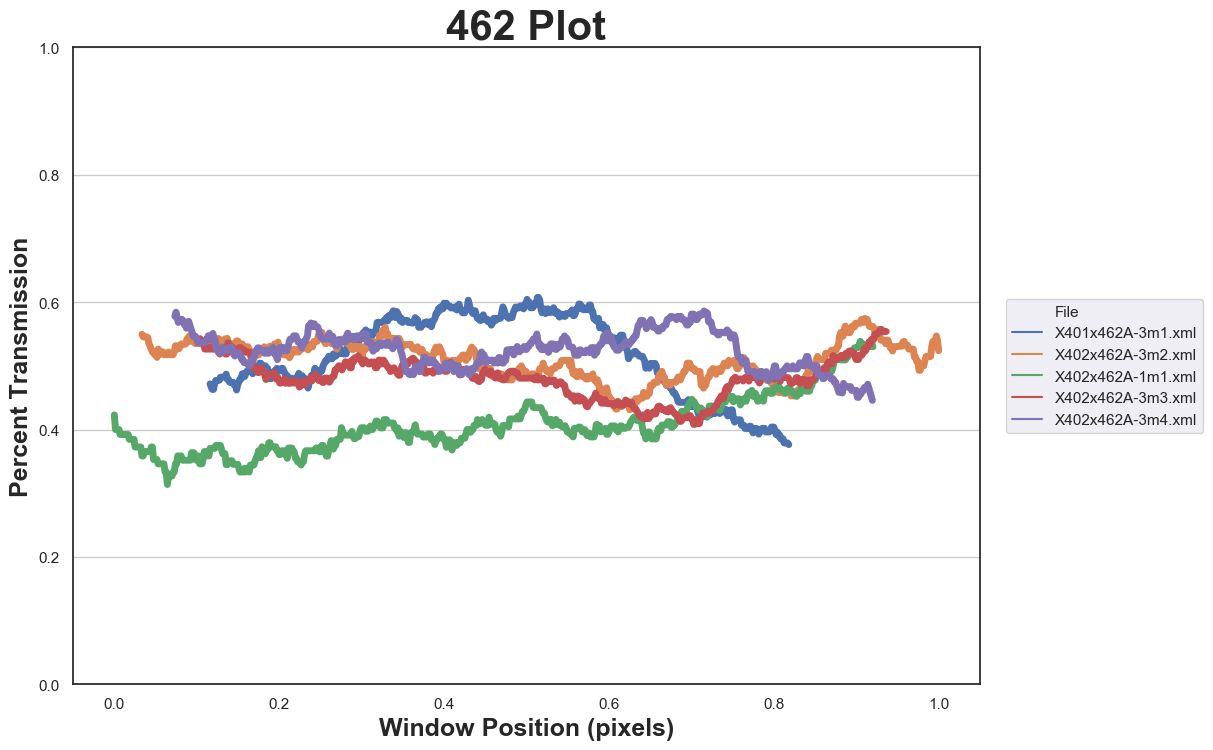 462 Plot
1.0
0.8
0.6
0.4
0.2
0.0
Percent Transmission
0.0 0.2 0.4 0.6 0.8 1.0
Window Position (pixels)
File
X401x462A-3m1.xml
X402x462A-3m2.xml
X402x462A-1m1.xml
X402x462A-3m3.xml
X402x462A-3m4.xml